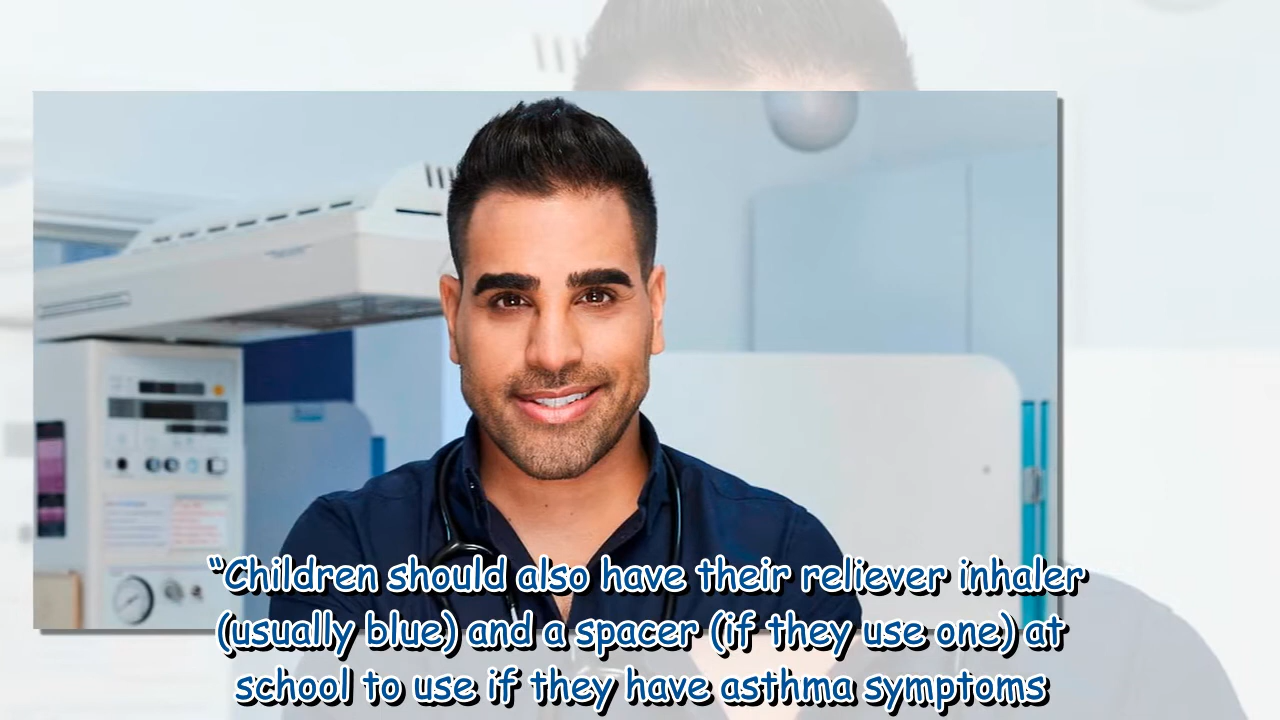 “Children should also have their reliever inhaler
(usually blue) and a spacer (if they use one) at
school to use if they have asthma symptoms